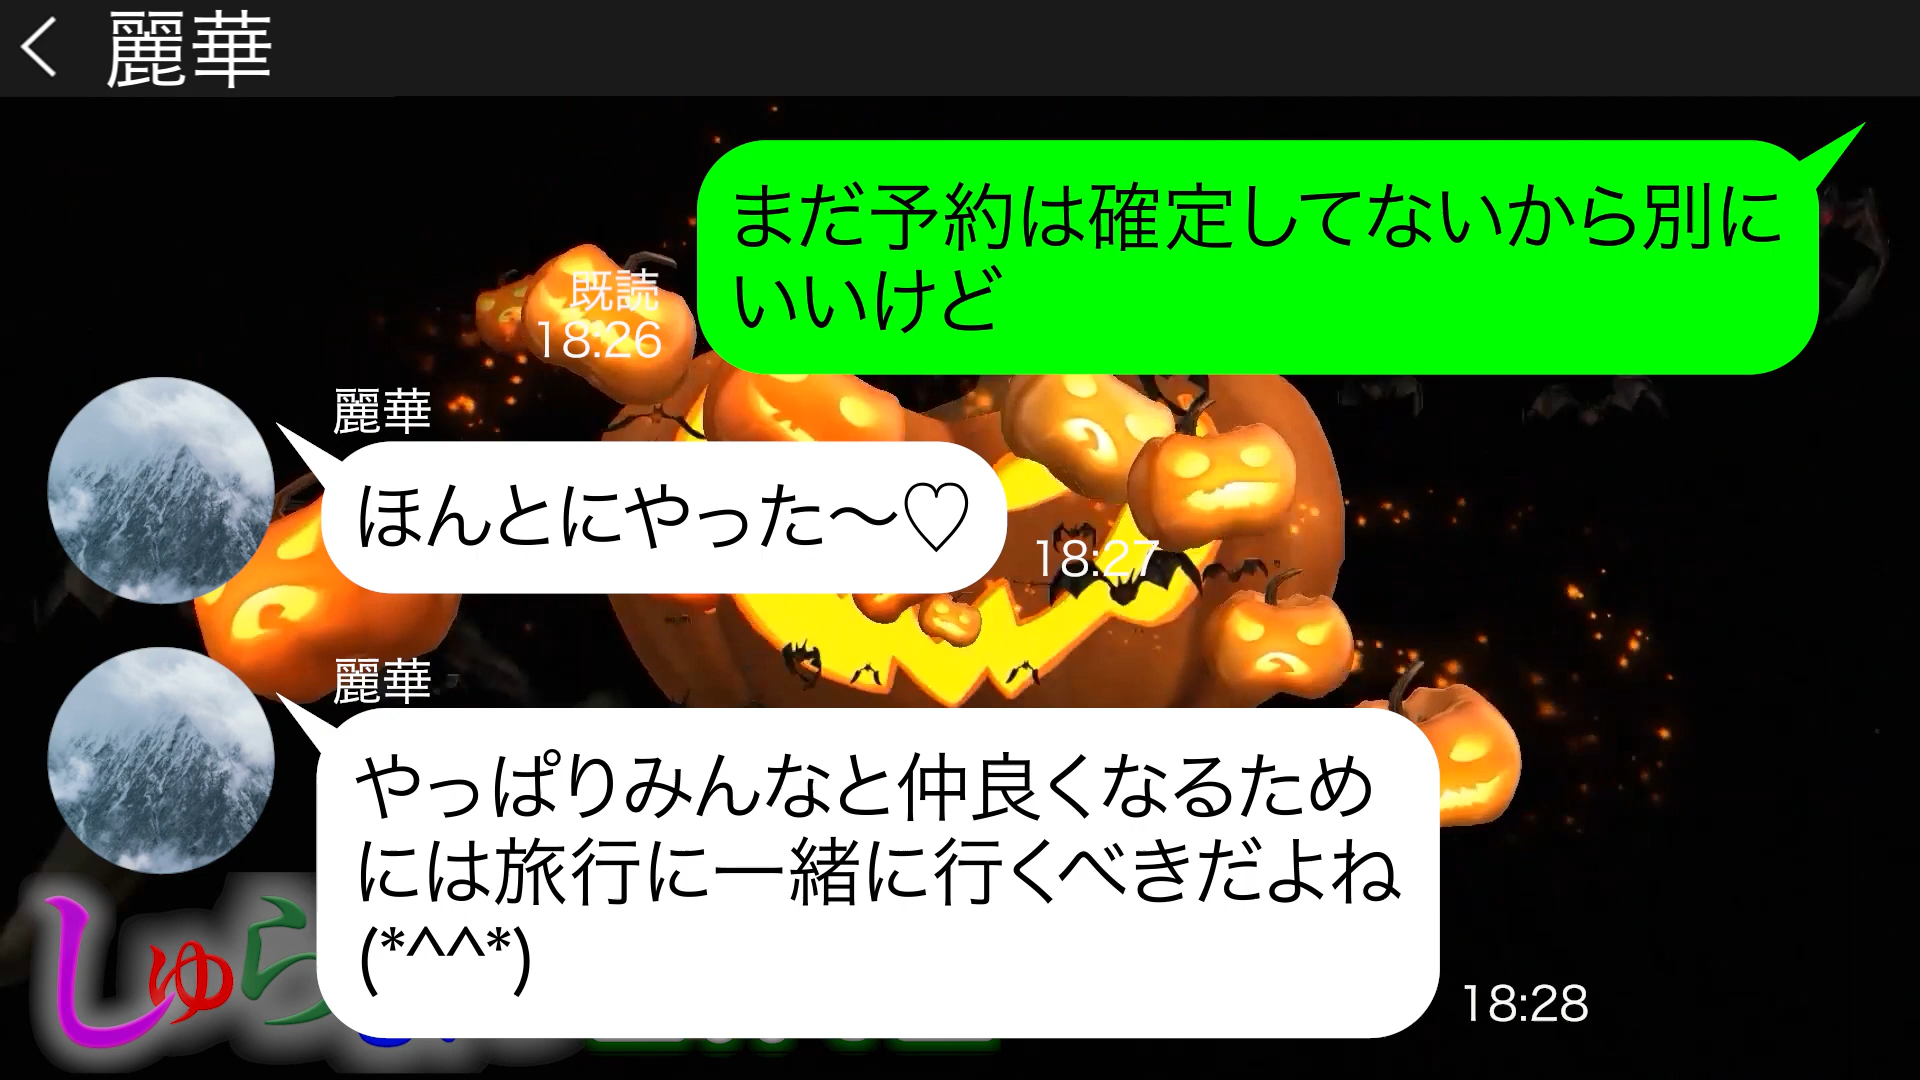 麗華
まだ予約は確定してないから別に
いいけど
既読
18:26
麗華
ほんとにやった〜♡
18:27
麗華
やっぱりみんなと仲良くなるため
には旅行に一緒に行くべきだよね
(*^^*)
18:28
しゅら